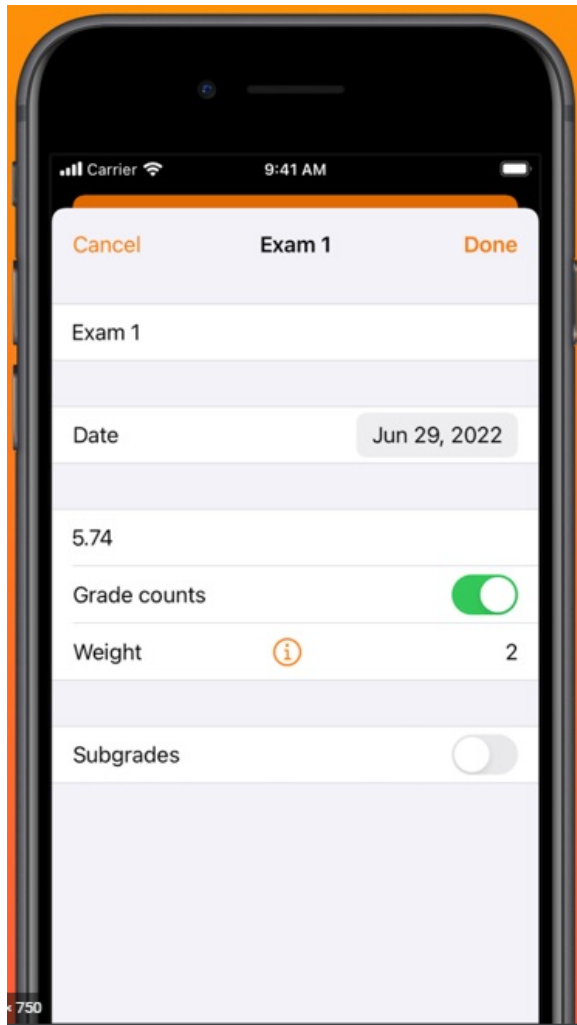 Carrier 9:41 AM
Cancel Exam 1 Done
Exam 1
Date Jun 29, 2022
5.74
Grade counts
Weight i 2
Subgrades
× 750